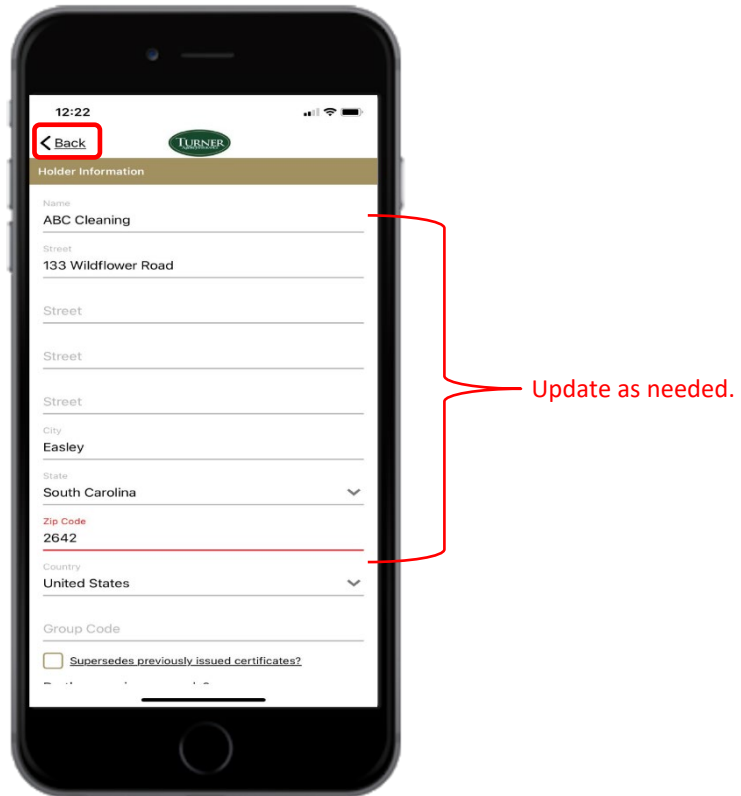 12:22
Back
TURNER
Holder Information
Name
ABC Cleaning
Street
133 Wildflower Road
Street
Street
Street
City
Easley
State
South Carolina
Zip Code
2642
Country
United States
Group Code
Supersedes previously issued certificates?
Update as needed.